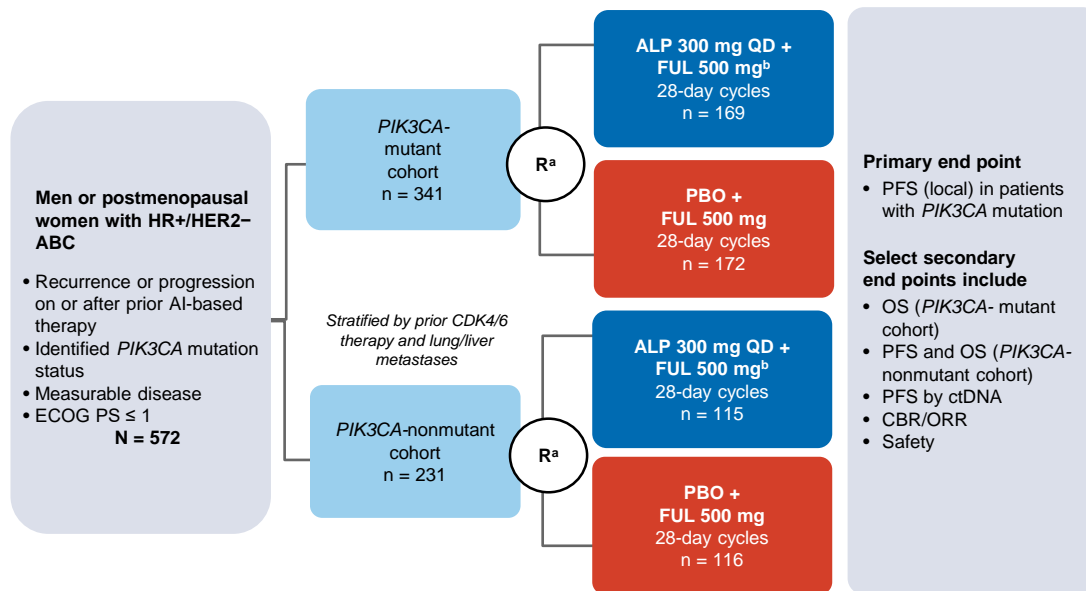 Men or postmenopausal
women with HR+/HER2−
ABC
• Recurrence or progression
on or after prior AI-based
therapy
• Identified PIK3CA mutation
status
• Measurable disease
• ECOG PS ≤ 1
N = 572
PIK3CA-
mutant
cohort
n = 341
Stratified by prior CDK4/6
therapy and lung/liver
metastases
PIK3CA-nonmutant
cohort
n = 231
Rᵃ
Rᵃ
ALP 300 mg QD +
FUL 500 mgᵇ
28-day cycles
n = 169
PBO +
FUL 500 mg
28-day cycles
n = 172
ALP 300 mg QD +
FUL 500 mgᵇ
28-day cycles
n = 115
PBO +
FUL 500 mg
28-day cycles
n = 116
Primary end point
• PFS (local) in patients
with PIK3CA mutation
Select secondary
end points include
• OS (PIK3CA- mutant
cohort)
• PFS and OS (PIK3CA-
nonmutant cohort)
• PFS by ctDNA
• CBR/ORR
• Safety